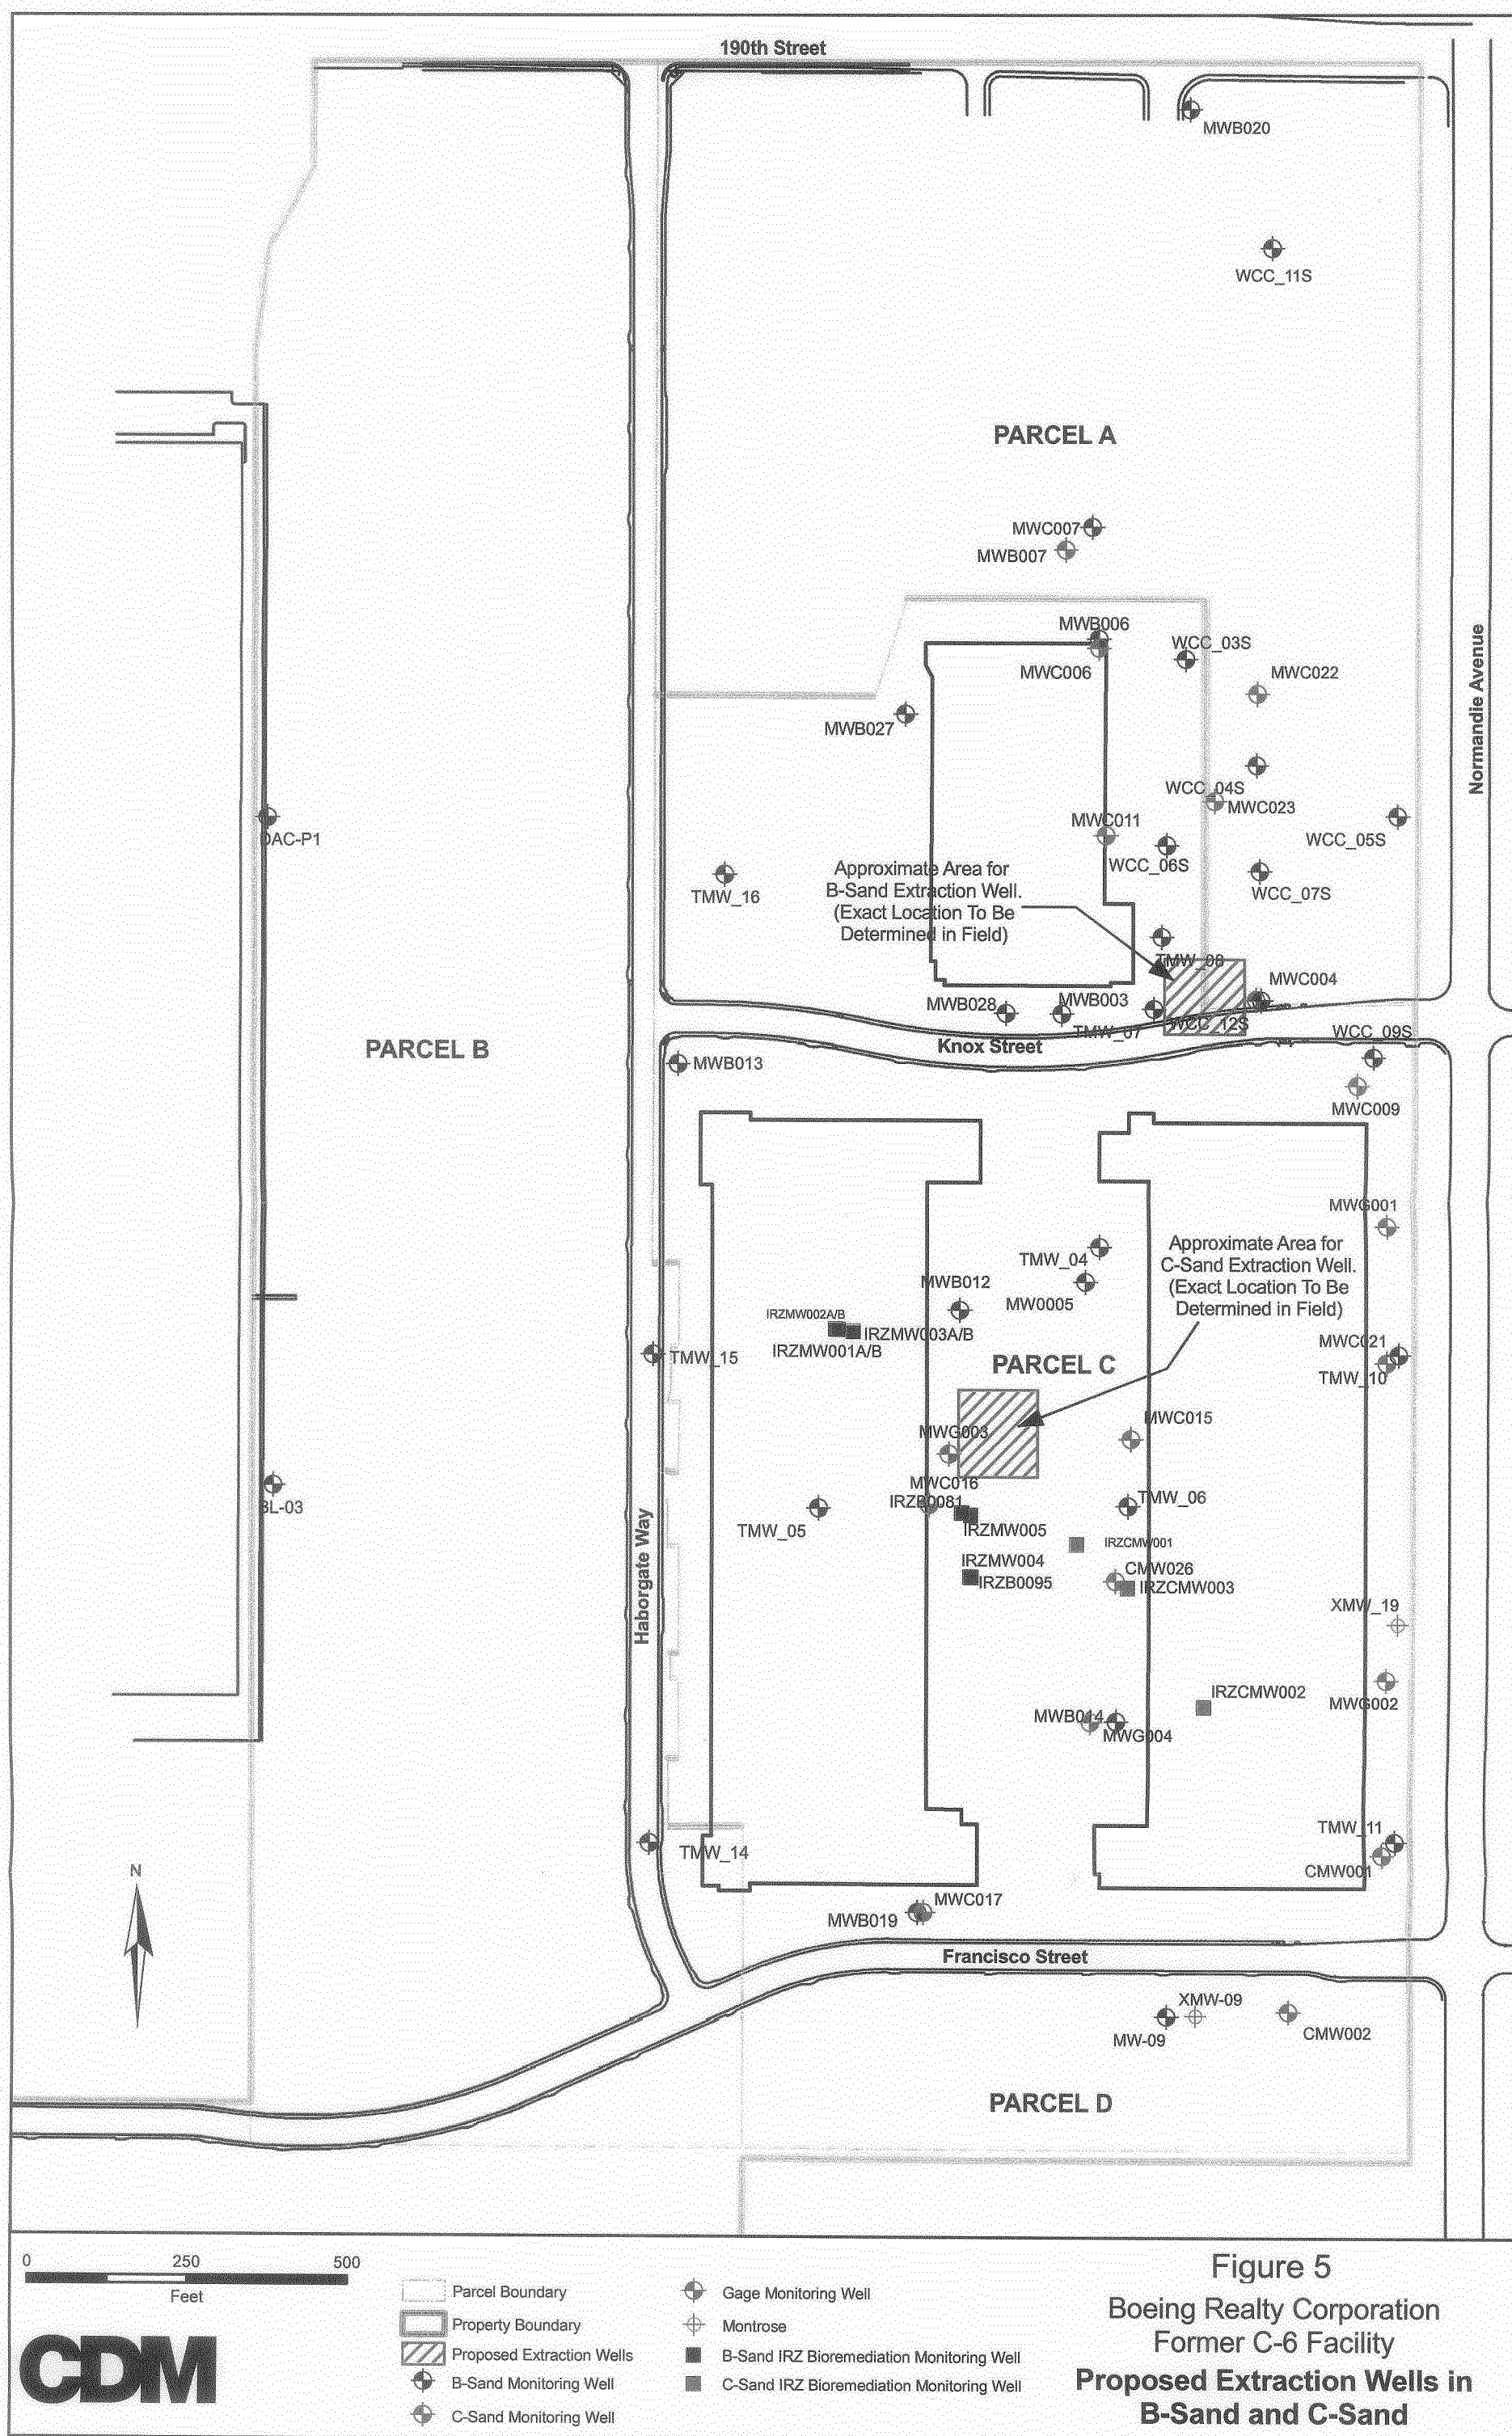 190th Street
MWB020
WCC_11S
PARCEL A
MWC007
MWB007
MWB006
WCC_03S
MWC006
MWC022
MWB027
Normandie Avenue
WCC_04S
MWC023
MWC011
WCC_05S
DAC-P1
WCC_06S
Approximate Area for
B-Sand Extraction Well.
(Exact Location To Be
Determined in Field)
WCC_07S
TMW_16
TMW_08
MWC004
MWB028
MWB003
TMW_07
WCC_12S
WCC_09S
Knox Street
PARCEL B
MWB013
MWC009
MWG001
Approximate Area for
C-Sand Extraction Well.
(Exact Location To Be
Determined in Field)
TMW_04
MWB012
MW0005
IRZMW002A/B
IRZMW003A/B
IRZMW001A/B
MWC021
TMW_15
PARCEL C
TMW_10
MWC015
MWG003
MWC016
IRZB0081
TMW_06
BL-03
TMW_05
IRZMW005
Haborgate Way
IRZCMW001
IRZMW004
CMW026
IRZB0095
IRZCMW003
XMW_19
IRZCMW002
MWG002
MWB014
MWG004
TMW_11
TMW_14
CMW001
N
MWC017
MWB019
Francisco Street
XMW-09
MW-09
CMW002
PARCEL D
0 250 500
Feet
CDM
Parcel Boundary
Property Boundary
Proposed Extraction Wells
B-Sand Monitoring Well
C-Sand Monitoring Well
Gage Monitoring Well
Montrose
B-Sand IRZ Bioremediation Monitoring Well
C-Sand IRZ Bioremediation Monitoring Well
Figure 5
Boeing Realty Corporation
Former C-6 Facility
Proposed Extraction Wells in
B-Sand and C-Sand